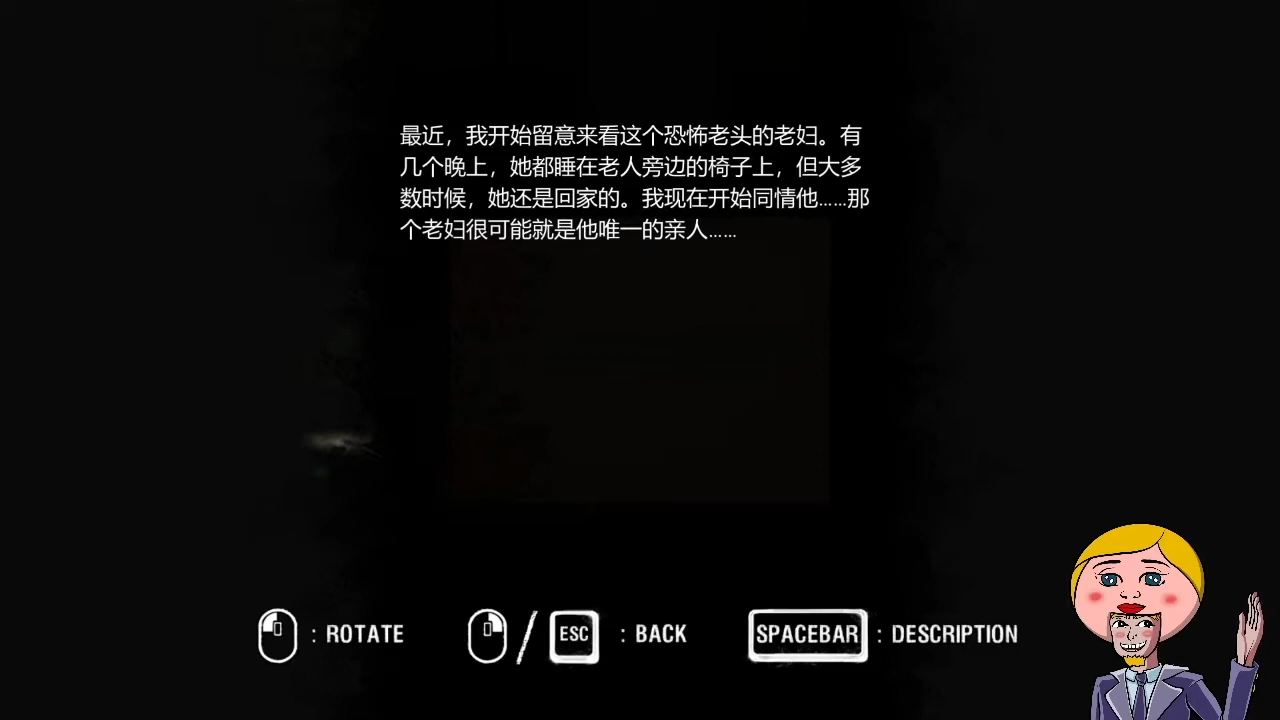 最近，我开始留意来看这个恐怖老头的老妇。有
几个晚上，她都睡在老人旁边的椅子上，但大多
数时候，她还是回家的。我现在开始同情他……那
个老妇很可能就是他唯一的亲人……
: ROTATE / ESC : BACK SPACEBAR : DESCRIPTION